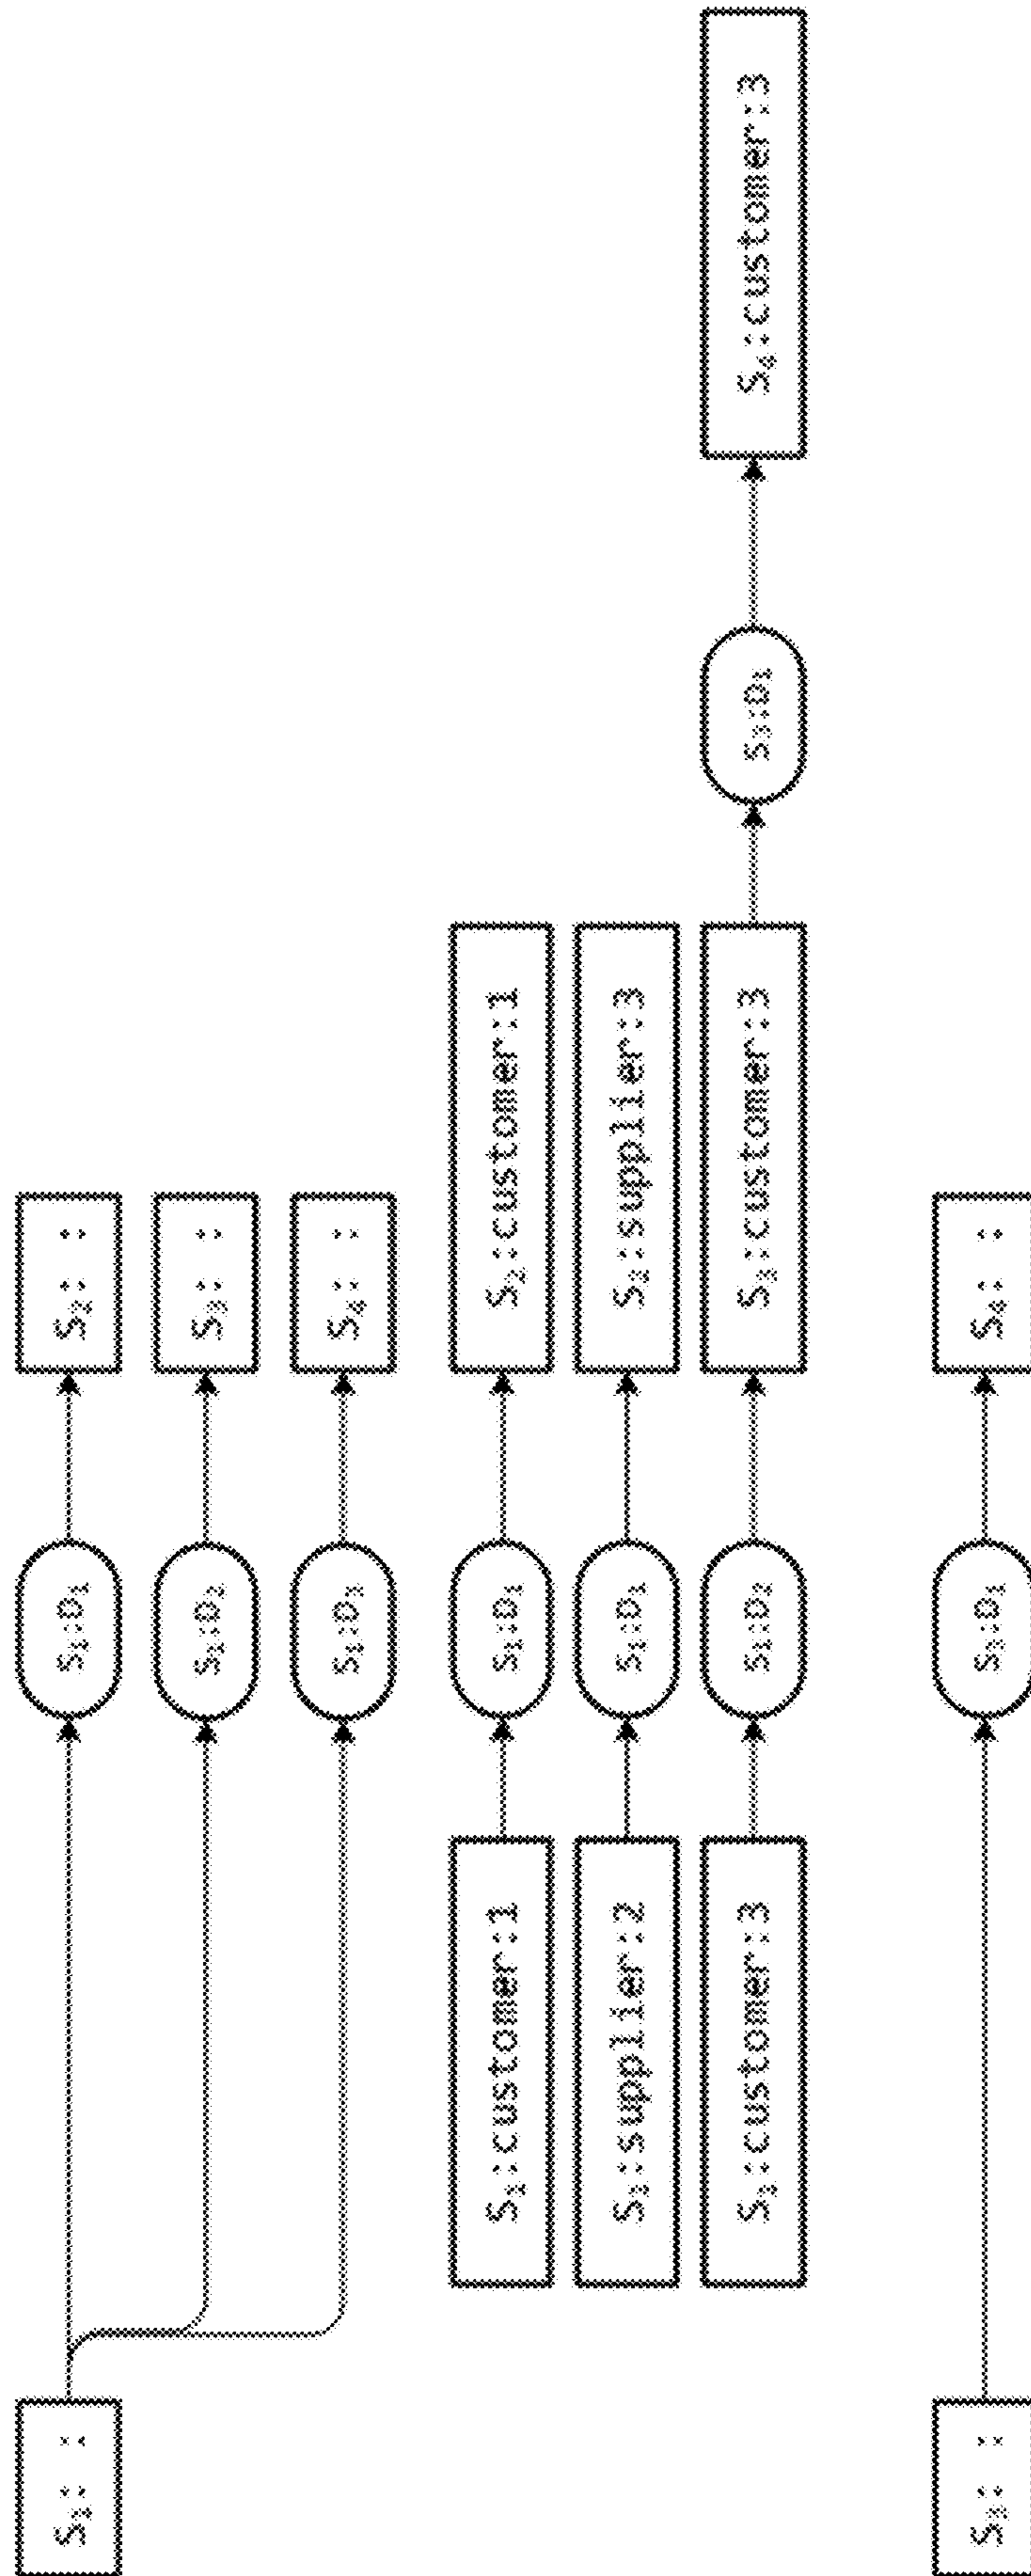 S₁: :
S₁:D₁
S₂: :
S₁:D₂
S₃: :
S₁:D₃
S₄: :
S₁:customer:1
S₁:D₁
S₂:customer:1
S₁:supplier:2
S₁:D₁
S₂:supplier:3
S₁:customer:3
S₁:D₂
S₃:customer:3
S₃:D₁
S₄:customer:3
S₃: :
S₃:D₁
S₄: :